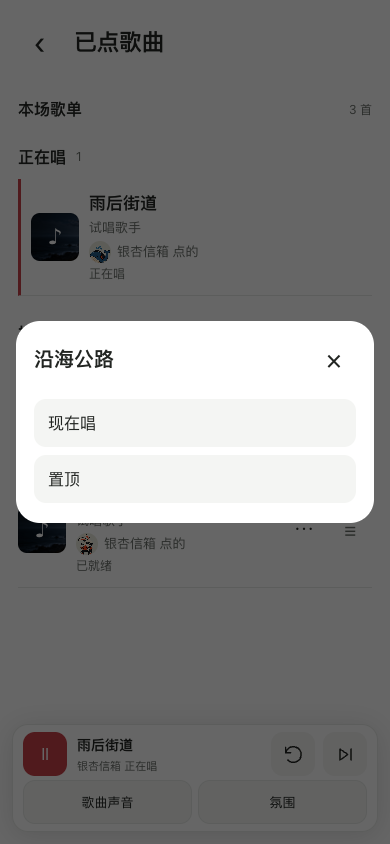 已点歌曲
本场歌单
3 首
正在唱 1
雨后街道
试唱歌手
银杏信箱 点的
正在唱
沿海公路
现在唱
置顶
银杏信箱 点的
已就绪
雨后街道
银杏信箱 正在唱
歌曲声音
氛围